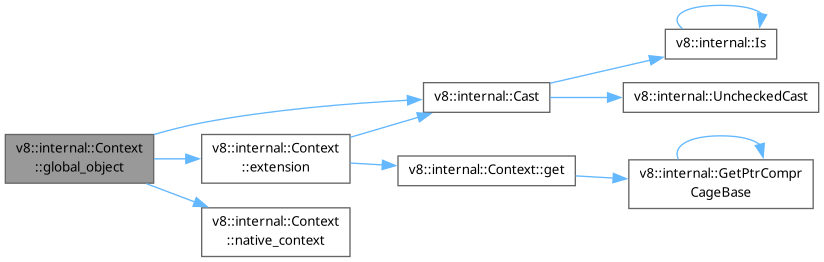 v8::internal::Context
::global_object
v8::internal::Context
::extension
v8::internal::Context
::native_context
v8::internal::Cast
v8::internal::Context::get
v8::internal::Is
v8::internal::UncheckedCast
v8::internal::GetPtrCompr
CageBase